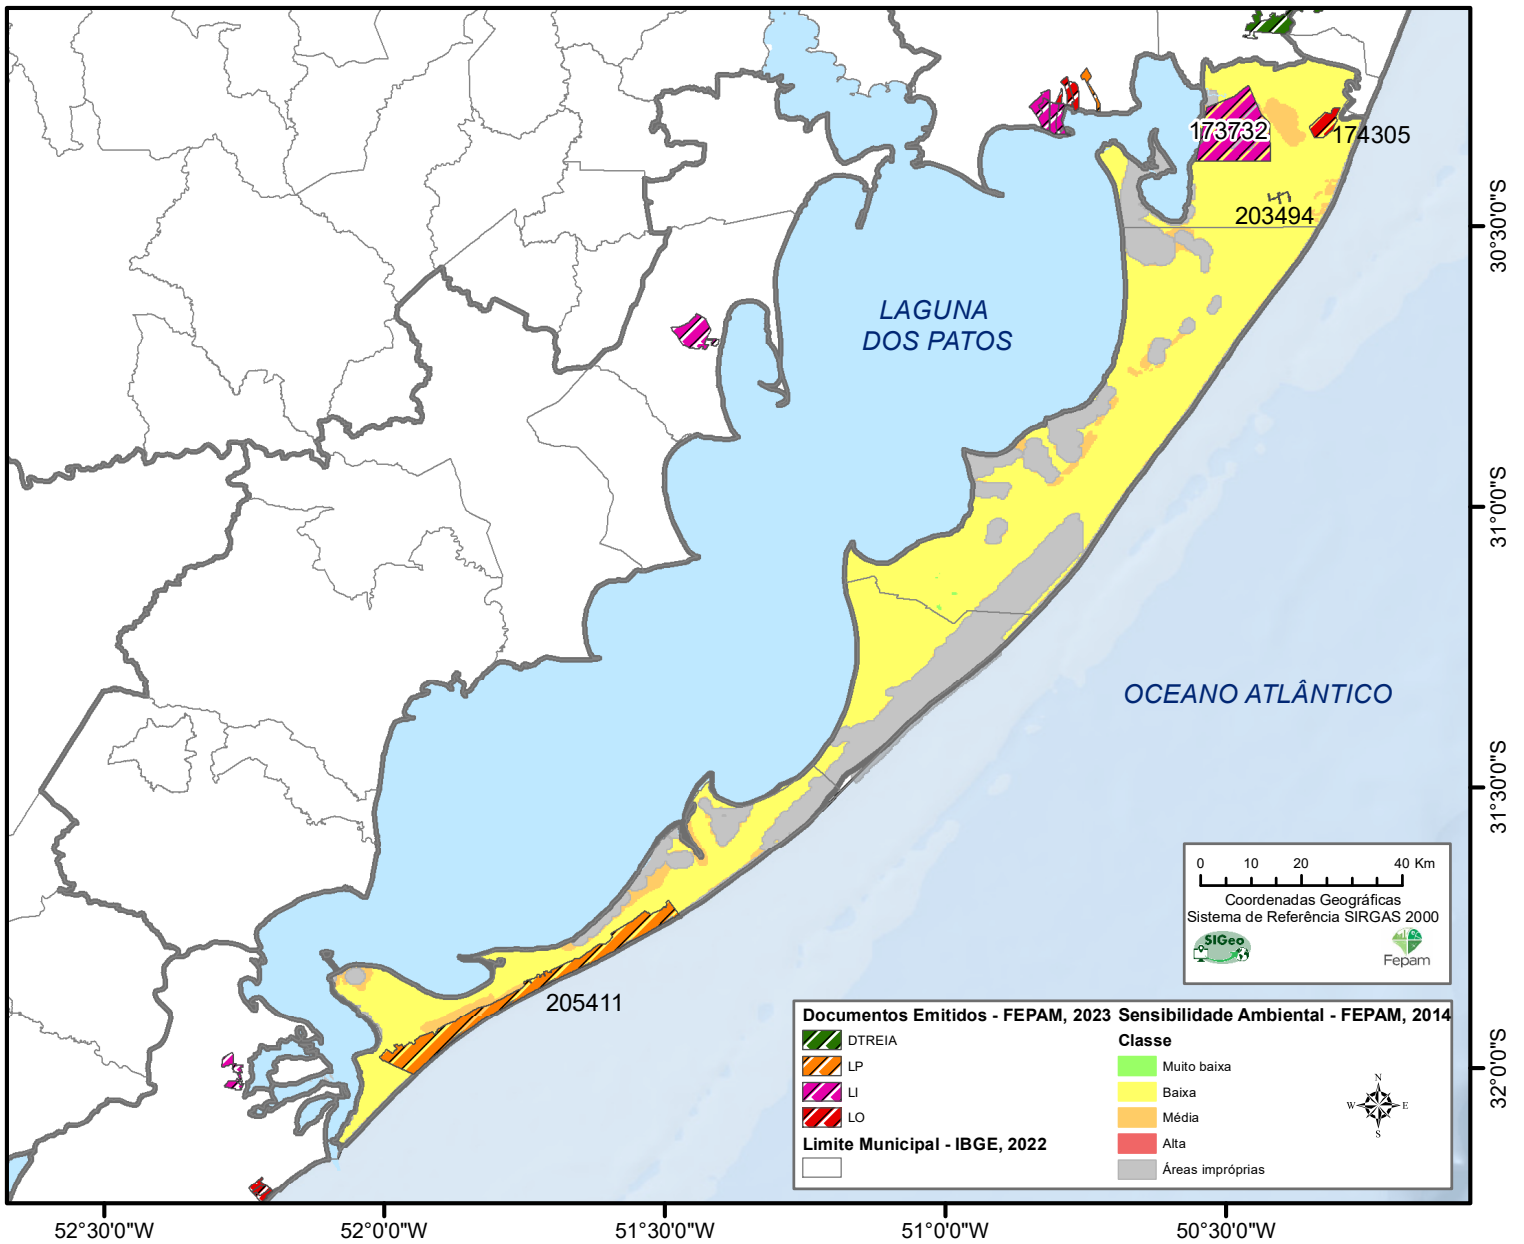 173732
174305
203494
LAGUNA
DOS PATOS
OCEANO ATLÂNTICO
205411
30°30'0"S
31°0'0"S
31°30'0"S
32°0'0"S
0 10 20 40 Km
Coordenadas Geográficas
Sistema de Referência SIRGAS 2000
SIGeo
Fepam
Documentos Emitidos - FEPAM, 2023
DTREIA
LP
LI
LO
Limite Municipal - IBGE, 2022
Sensibilidade Ambiental - FEPAM, 2014
Classe
Muito baixa
Baixa
Média
Alta
Áreas impróprias
N
W E
S
52°30'0"W 52°0'0"W 51°30'0"W 51°0'0"W 50°30'0"W